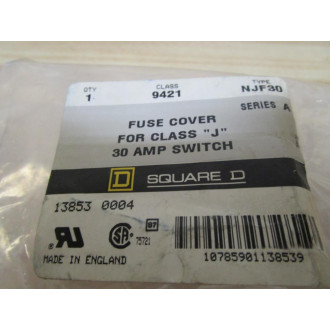 QTY CLASS TYPE
1 9421 NJF30
SERIES A
FUSE COVER
FOR CLASS "J"
30 AMP SWITCH
D SQUARE D
13853 0004
75721
MADE IN ENGLAND
10785901138539